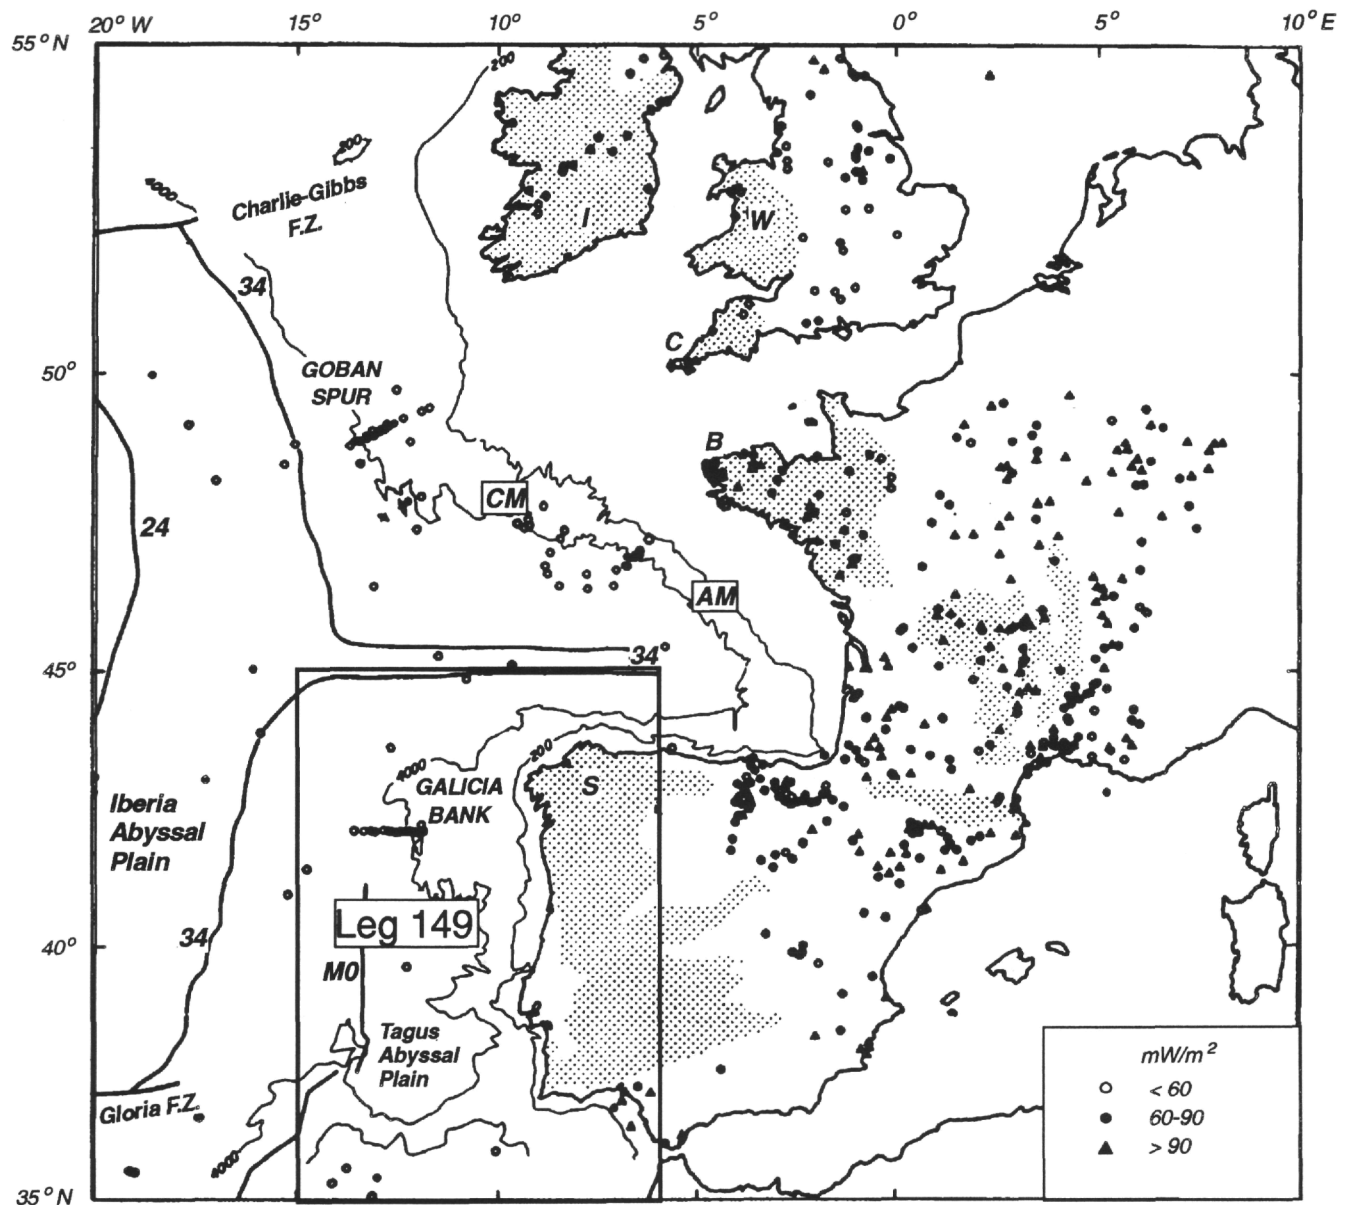 20° W 15° 10° 5° 0° 5° 10° E
55° N
200
200
4000
Charlie-Gibbs
F.Z.
I
W
34
C
GOBAN
SPUR
50°
B
CM
24
AM
34
45°
200
4000
GALICIA
BANK
S
Iberia
Abyssal
Plain
Leg 149
34
40°
M0
Tagus
Abyssal
Plain
Gloria F.Z.
4000
35° N
mW/m²
< 60
60-90
> 90